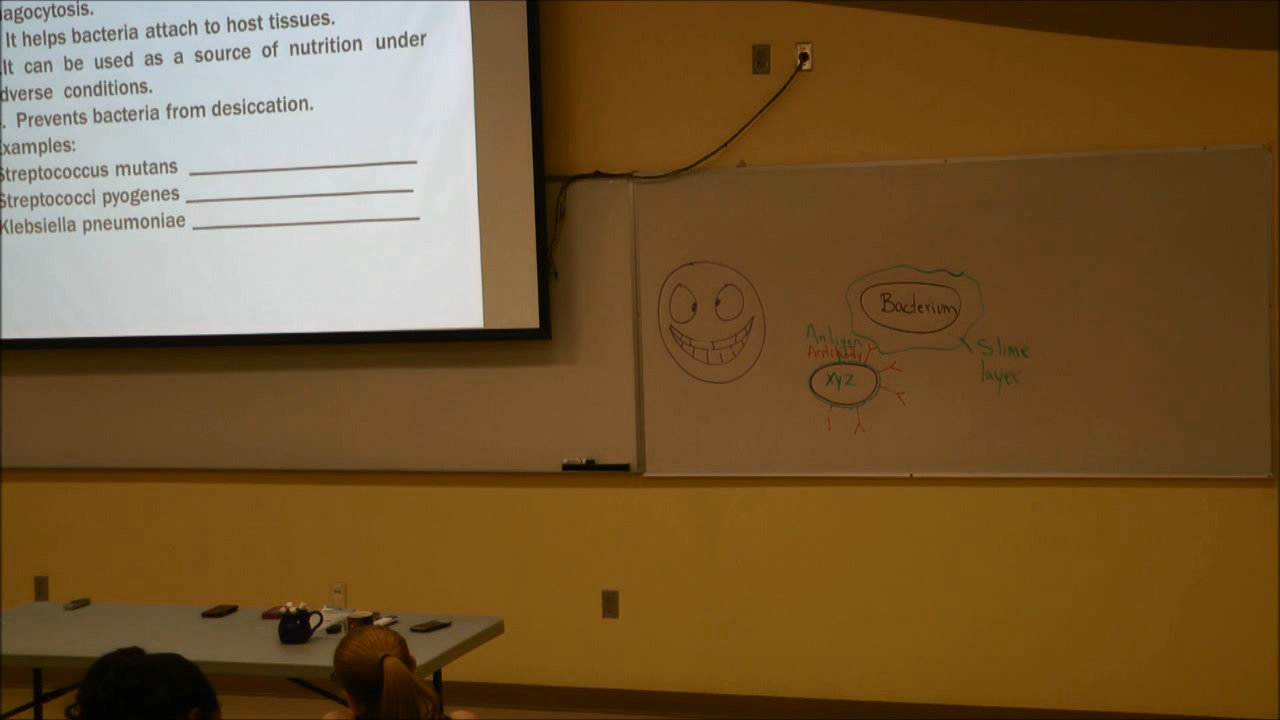 agocytosis.
It helps bacteria attach to host tissues.
.It can be used as a source of nutrition under
dverse conditions.
. Prevents bacteria from desiccation.
xamples:
Streptococcus mutans
Streptococci pyogenes
Klebsiella pneumoniae
Bacterium
Antigen
Antibody
Slime
layer
xyz